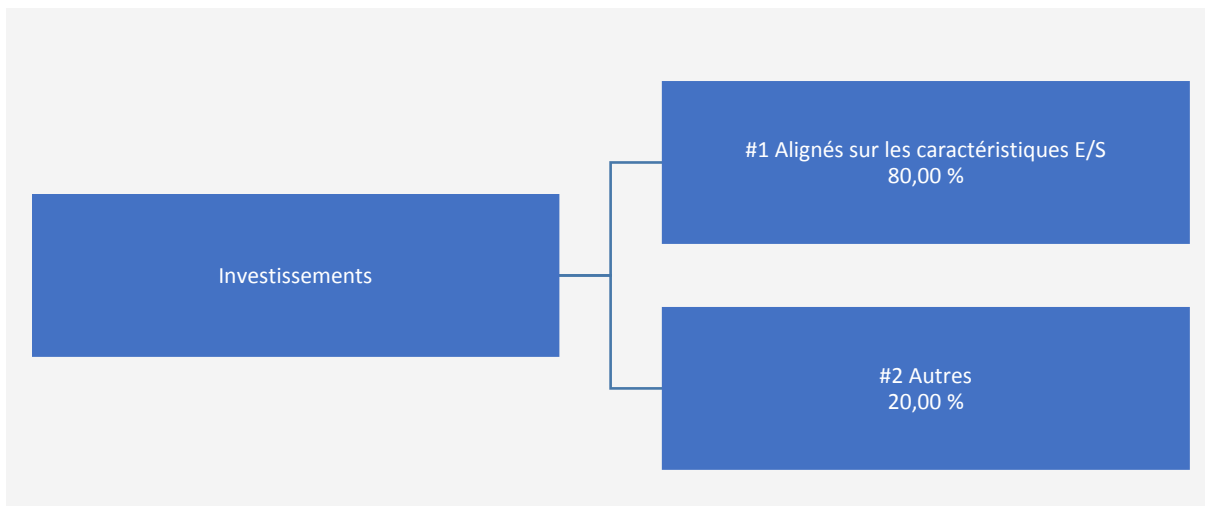 #1 Alignés sur les caractéristiques E/S
80,00 %
Investissements
#2 Autres
20,00 %